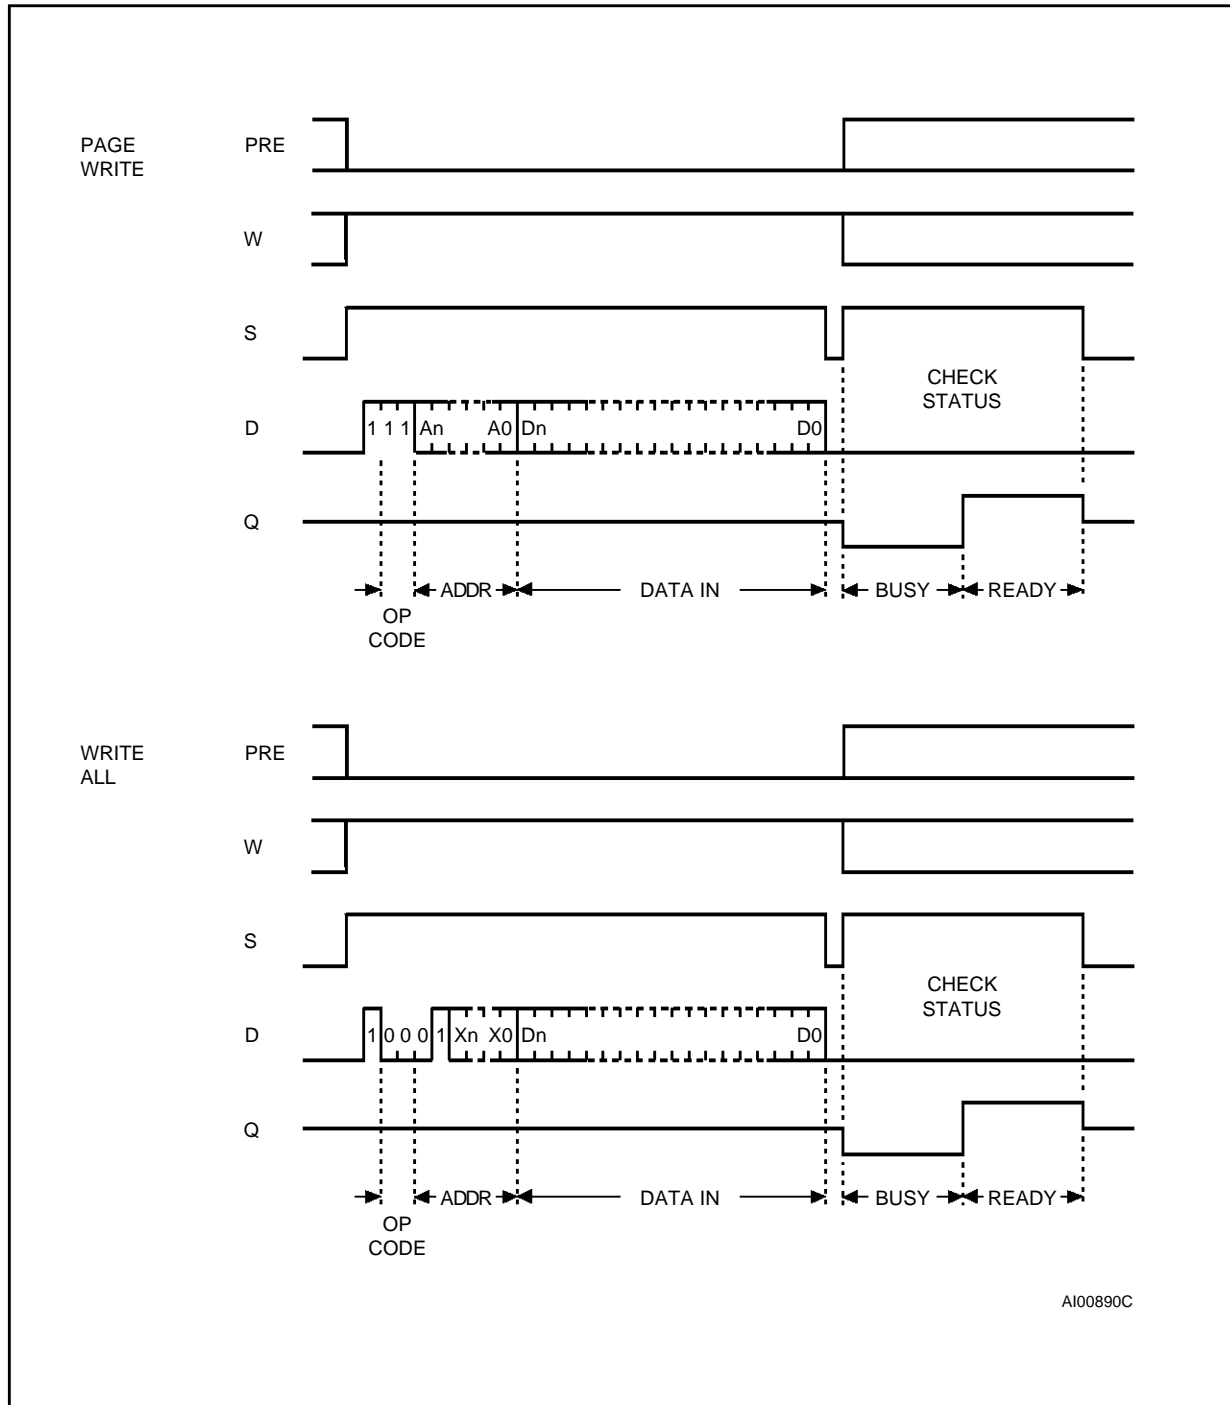 PAGE PRE
WRITE
W
S
CHECK
STATUS
D 1 1 1 An A0 Dn D0
Q
ADDR DATA IN BUSY READY
OP
CODE
WRITE PRE
ALL
W
S
CHECK
STATUS
D 1 0 0 0 1 Xn X0 Dn D0
Q
ADDR DATA IN BUSY READY
OP
CODE
AI00890C